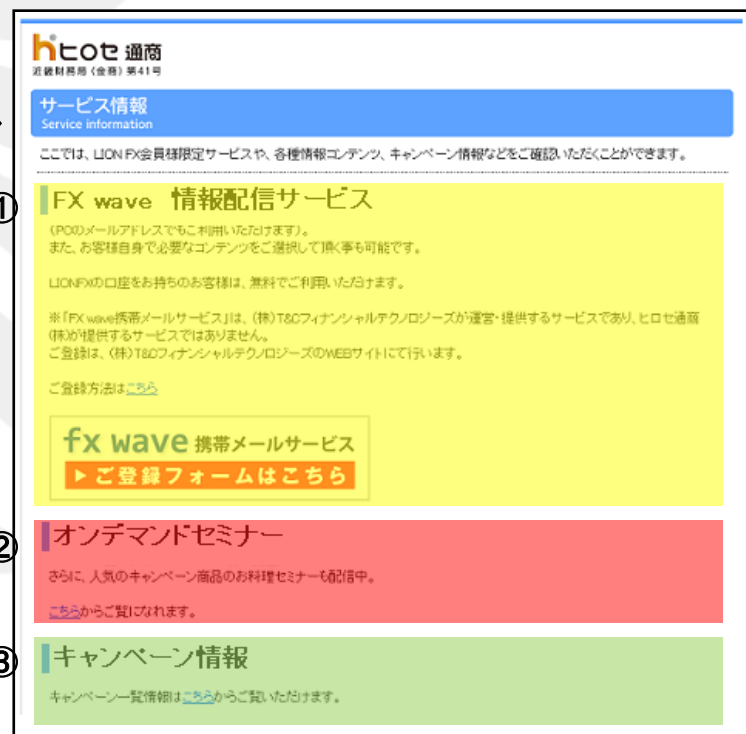 ヒロセ通商
近畿財務局(金商)第41号
サービス情報
Service information
ここでは、LION FX会員様限定サービスや、各種情報コンテンツ、キャンペーン情報などをご確認いただくことができます。
①
FX wave 情報配信サービス
(PCのメールアドレスでもご利用いただけます)。
また、お客様自身で必要なコンテンツをご選択して頂く事も可能です。
LIONFXの口座をお持ちのお客様は、無料でご利用いただけます。
※「FX wave携帯メールサービス」は、(株)T&Cフィナンシャルテクノロジーズが運営・提供するサービスであり、ヒロセ通商
(株)が提供するサービスではありません。
ご登録は、(株)T&CフィナンシャルテクノロジーズのWEBサイトにて行います。
ご登録方法はこちら
fx wave 携帯メールサービス
ご登録フォームはこちら
②
オンデマンドセミナー
さらに、人気のキャンペーン商品のお料理セミナーも配信中。
こちらからご覧になれます。
③
キャンペーン情報
キャンペーン一覧情報はこちらからご覧いただけます。